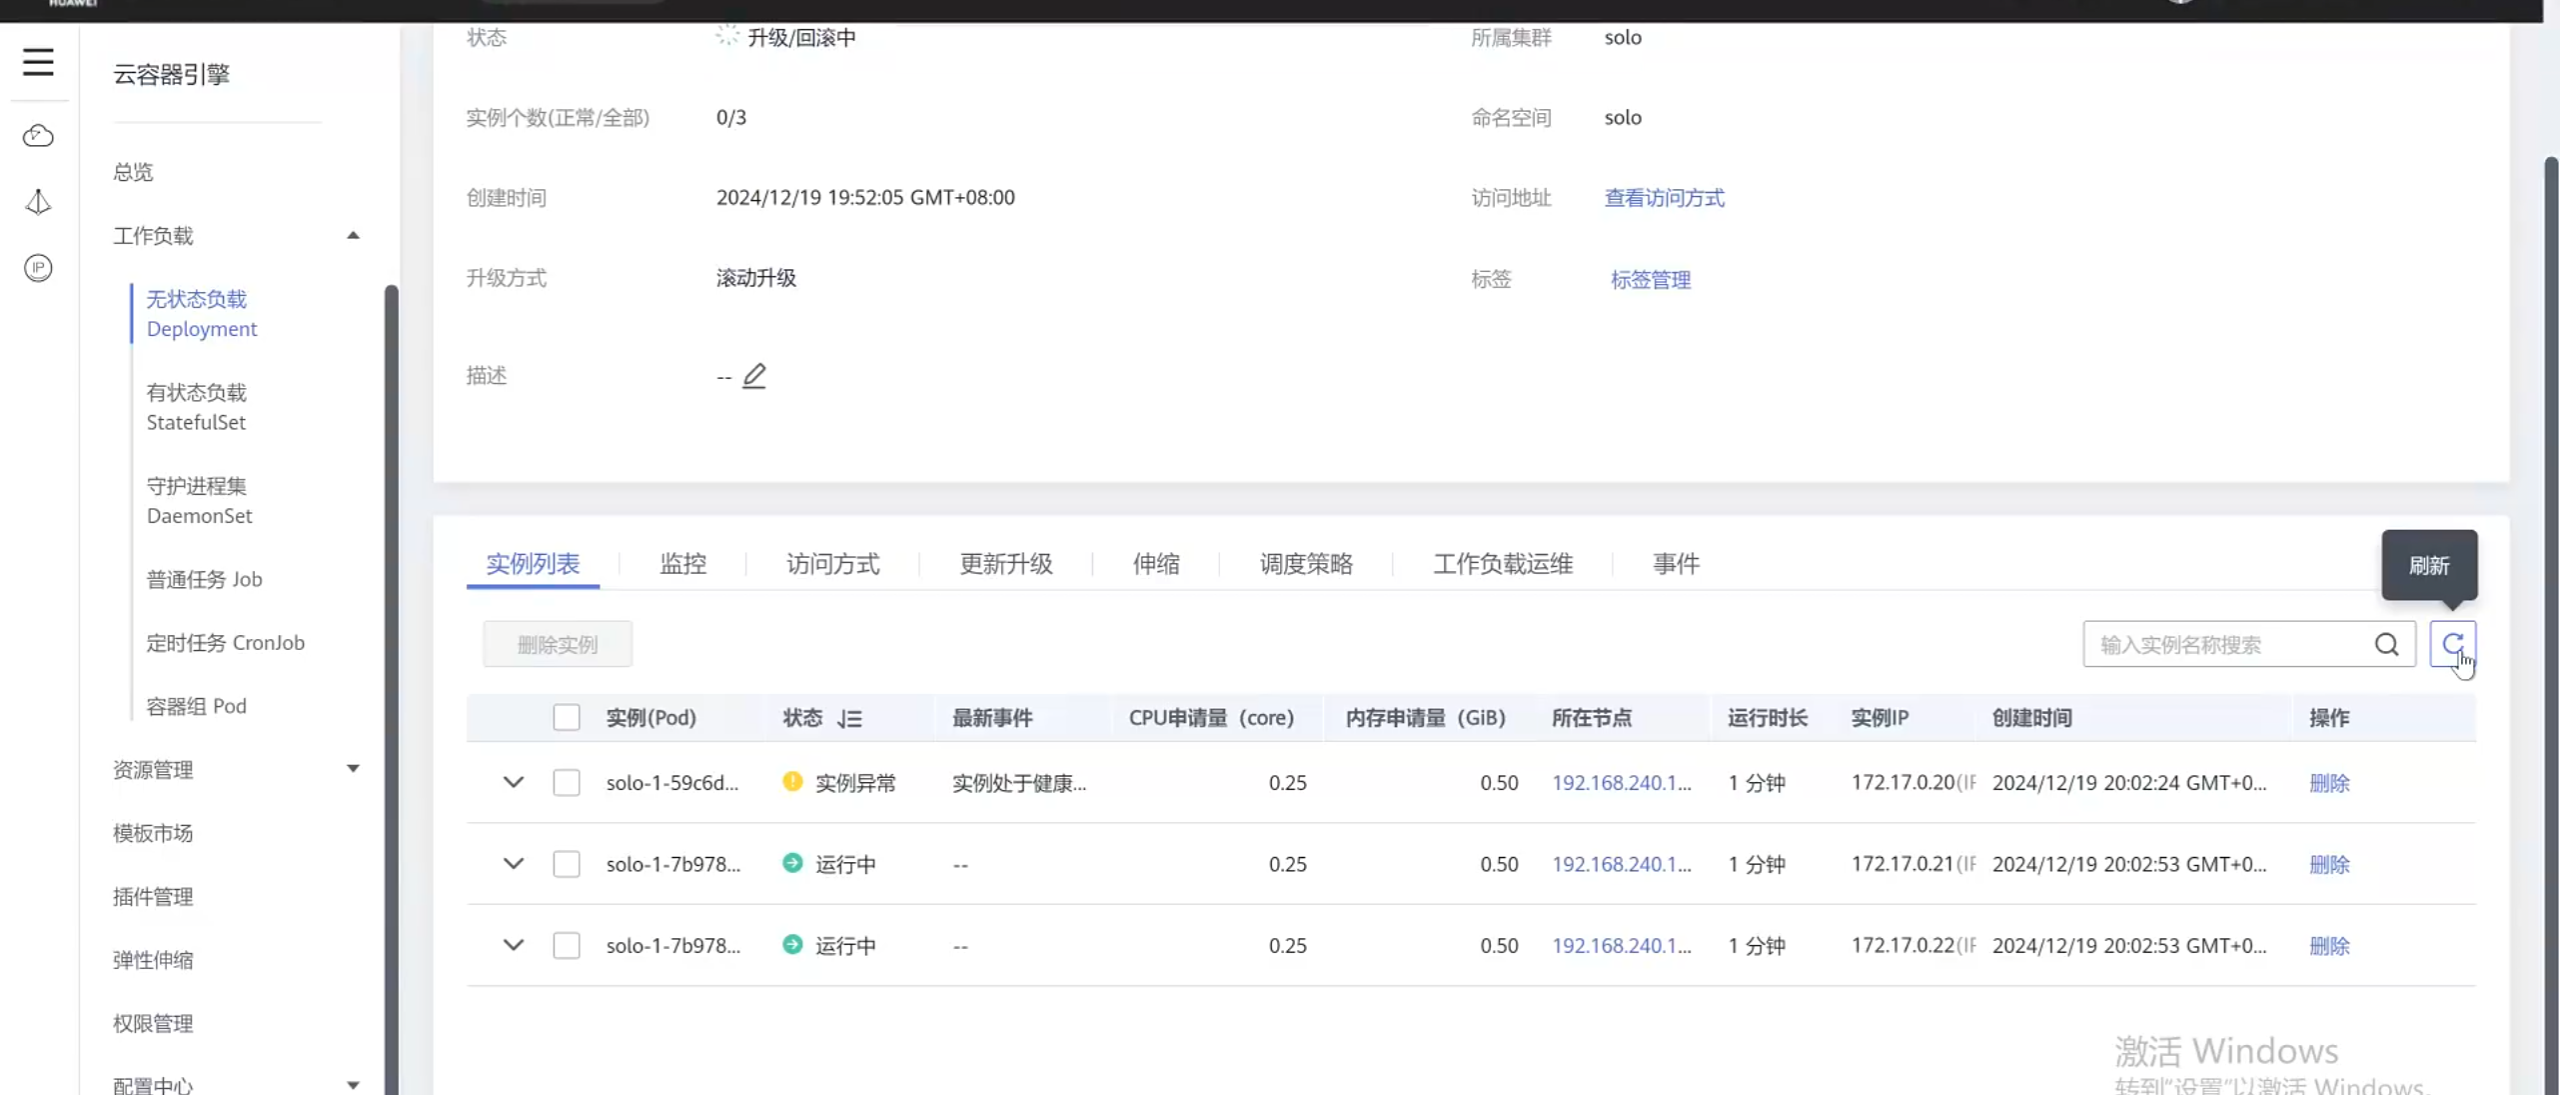 HUAWEI
云容器引擎
总览
工作负载
无状态负载
Deployment
有状态负载
StatefulSet
守护进程集
DaemonSet
普通任务 Job
定时任务 CronJob
容器组 Pod
资源管理
模板市场
插件管理
弹性伸缩
权限管理
配置中心
状态 升级/回滚中 所属集群 solo
实例个数(正常/全部) 0/3 命名空间 solo
创建时间 2024/12/19 19:52:05 GMT+08:00 访问地址 查看访问方式
升级方式 滚动升级 标签 标签管理
描述 --
实例列表 监控 访问方式 更新升级 伸缩 调度策略 工作负载运维 事件
刷新
删除实例 输入实例名称搜索
实例(Pod) 状态 最新事件 CPU申请量（core） 内存申请量（GiB） 所在节点 运行时长 实例IP 创建时间 操作
solo-1-59c6d... 实例异常 实例处于健康... 0.25 0.50 192.168.240.1... 1 分钟 172.17.0.20(IF 2024/12/19 20:02:24 GMT+0... 删除
solo-1-7b978... 运行中 -- 0.25 0.50 192.168.240.1... 1 分钟 172.17.0.21(IF 2024/12/19 20:02:53 GMT+0... 删除
solo-1-7b978... 运行中 -- 0.25 0.50 192.168.240.1... 1 分钟 172.17.0.22(IF 2024/12/19 20:02:53 GMT+0... 删除
激活 Windows
转到"设置"以激活 Windows。
IP